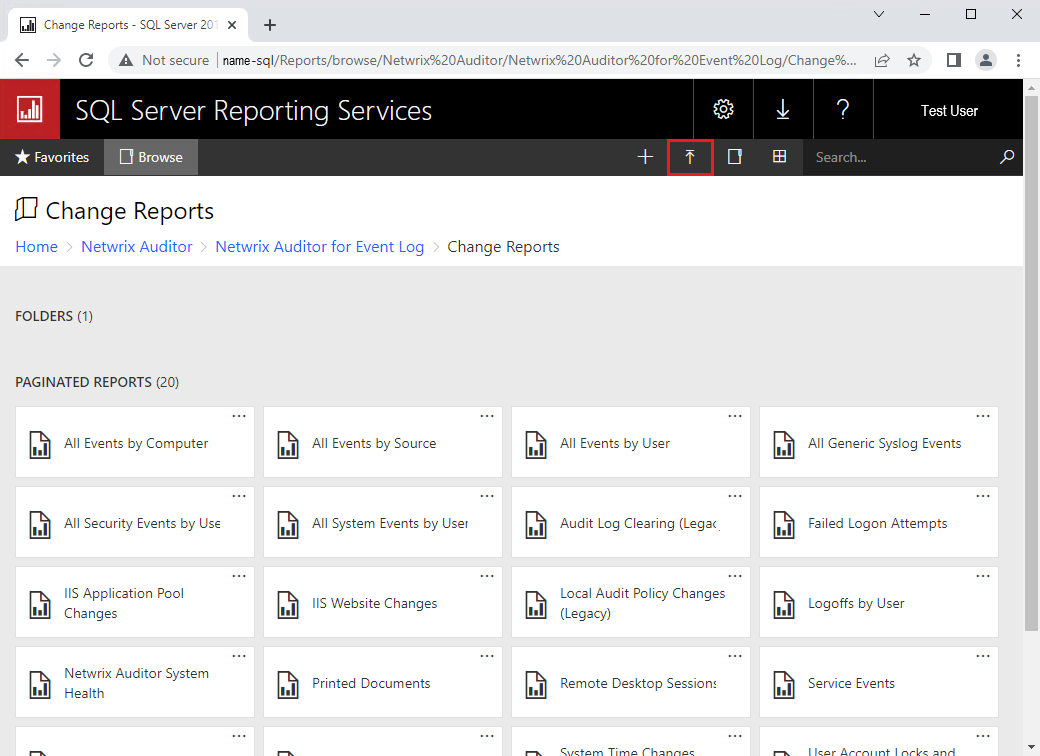 Change Reports - SQL Server 201
Not secure
name-sql/Reports/browse/Netwrix%20Auditor/Netwrix%20Auditor%20for%20Event%20Log/Change%...
SQL Server Reporting Services
?
Test User
Favorites
Browse
Search...
Change Reports
Home > Netwrix Auditor > Netwrix Auditor for Event Log > Change Reports
FOLDERS (1)
PAGINATED REPORTS (20)
All Events by Computer
All Events by Source
All Events by User
All Generic Syslog Events
All Security Events by Use
All System Events by User
Audit Log Clearing (Legac
Failed Logon Attempts
IIS Application Pool
Changes
IIS Website Changes
Local Audit Policy Changes
(Legacy)
Logoffs by User
Netwrix Auditor System
Health
Printed Documents
Remote Desktop Sessions
Service Events
System Time Changes
User Account Locks and